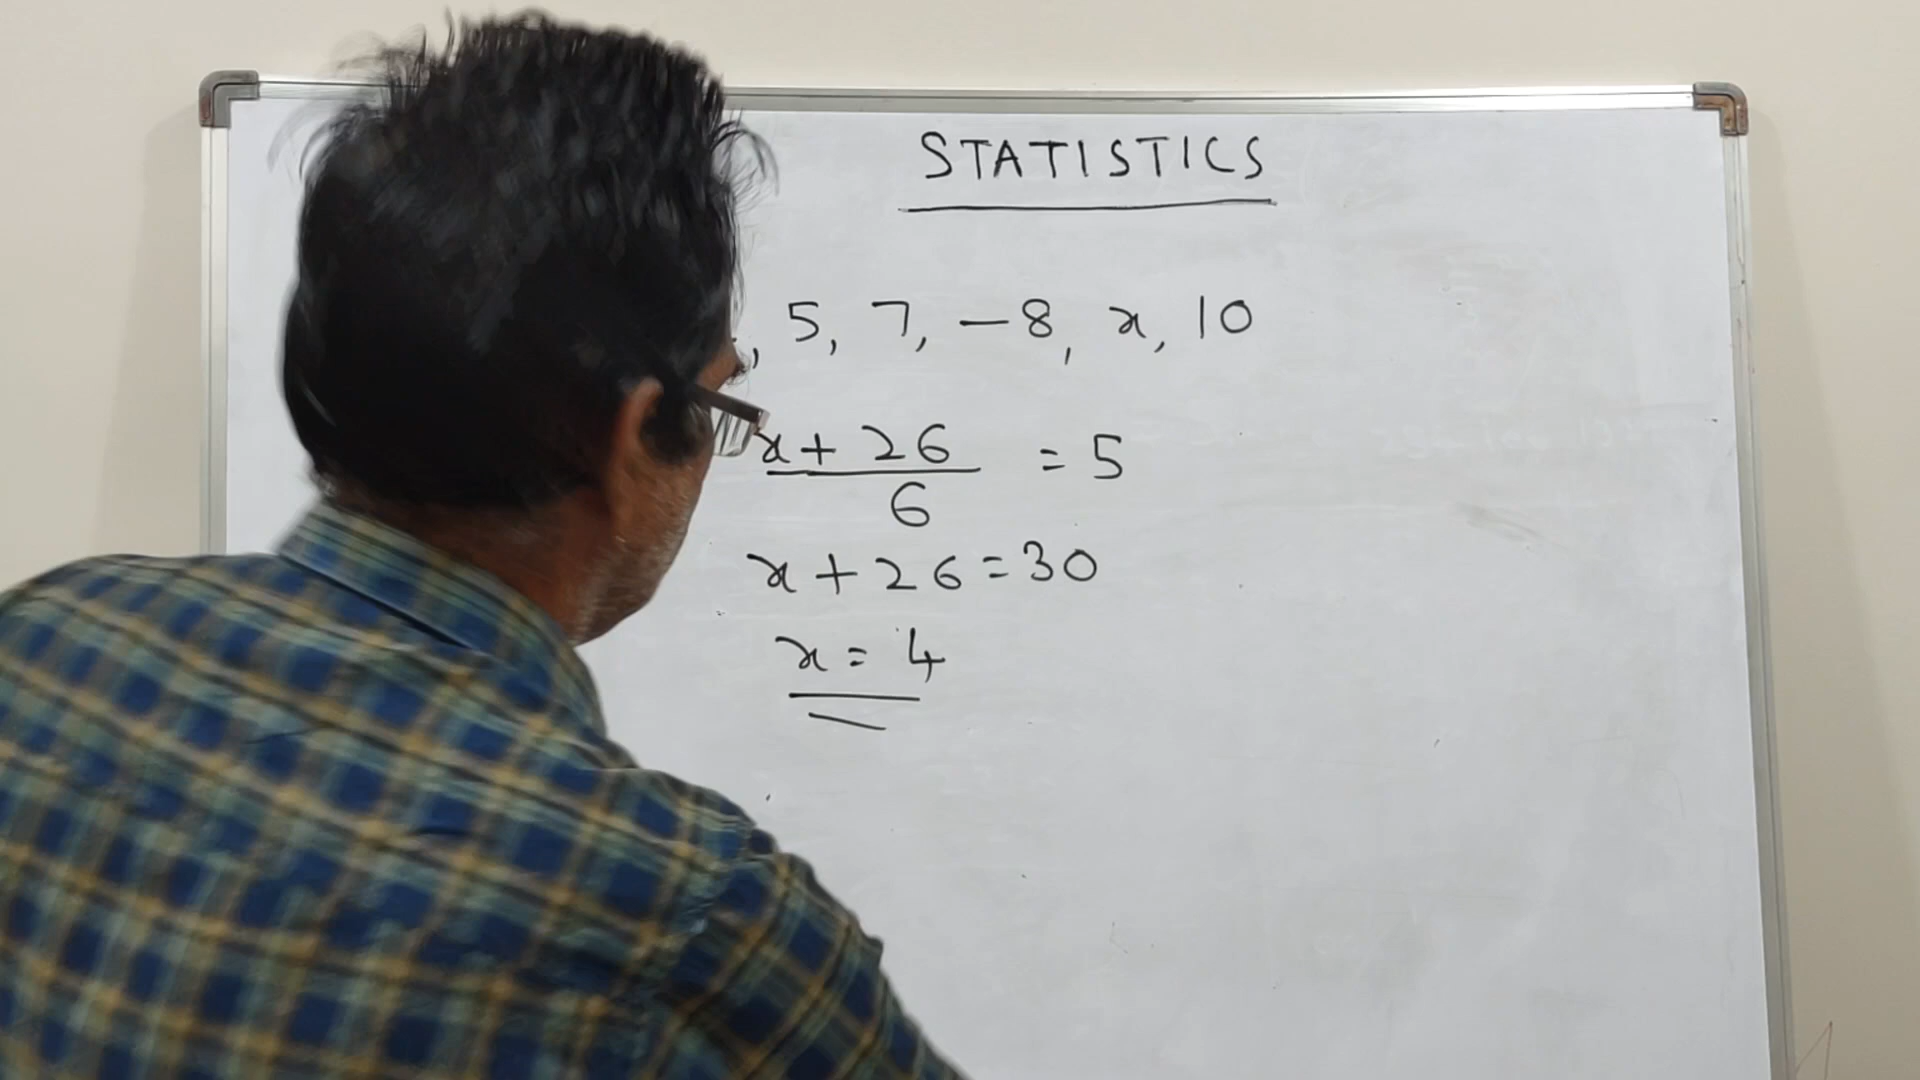 STATISTICS
, 5, 7, -8, x, 10
x + 26 = 5
6
x + 26 = 30
x = 4